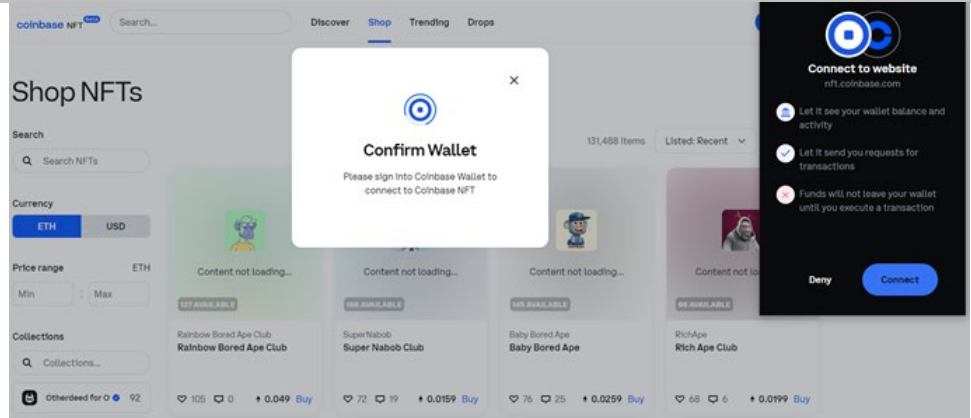 coinbase NFT beta
Search...
Discover Shop Trending Drops
Shop NFTs
Search
Search NFTs
Currency
ETH USD
Price range ETH
Min : Max
Collections
Collections...
Otherdeed for O 92
Confirm Wallet
Please sign into Coinbase Wallet to
connect to Coinbase NFT
131,488 Items Listed: Recent
Content not loading...
127 AVAILABLE
Rainbow Bored Ape Club
Rainbow Bored Ape Club
105 0 0.049 Buy
Content not loading...
AVAILABLE
SuperNabob
Super Nabob Club
72 19 0.0159 Buy
Content not loading...
AVAILABLE
Baby Bored Ape
Baby Bored Ape
76 25 0.0259 Buy
Content not lo
AVAILABLE
RichApe
Rich Ape Club
68 6 0.0199 Buy
Connect to website
nft.coinbase.com
Let it see your wallet balance and
activity
Let it send you requests for
transactions
Funds will not leave your wallet
until you execute a transaction
Deny Connect